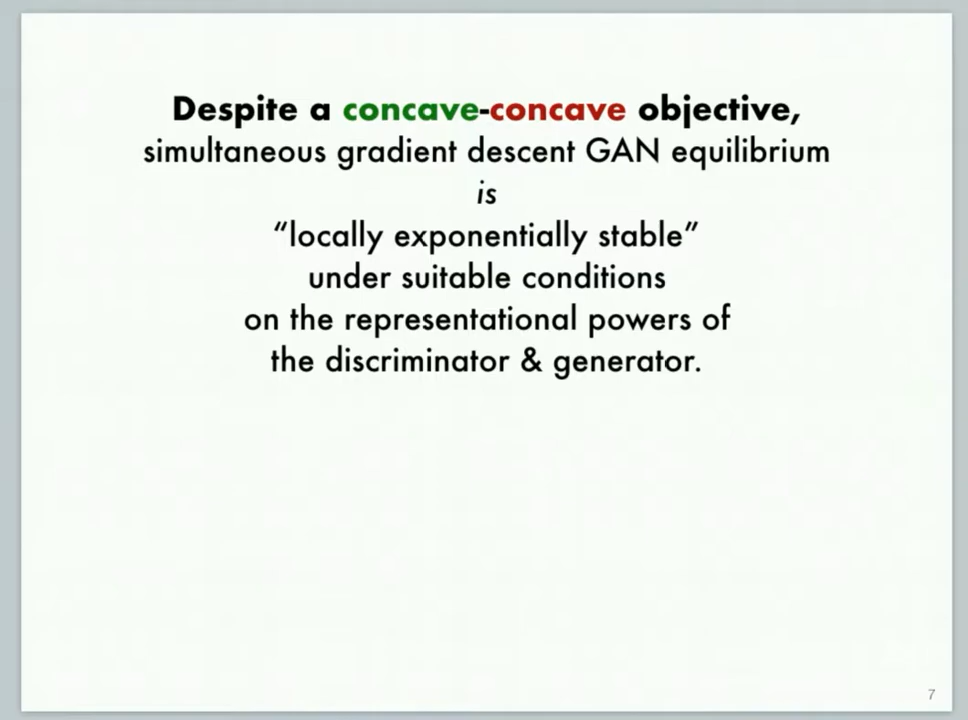 Despite a concave-concave objective,
simultaneous gradient descent GAN equilibrium
is
“locally exponentially stable”
under suitable conditions
on the representational powers of
the discriminator & generator.
7